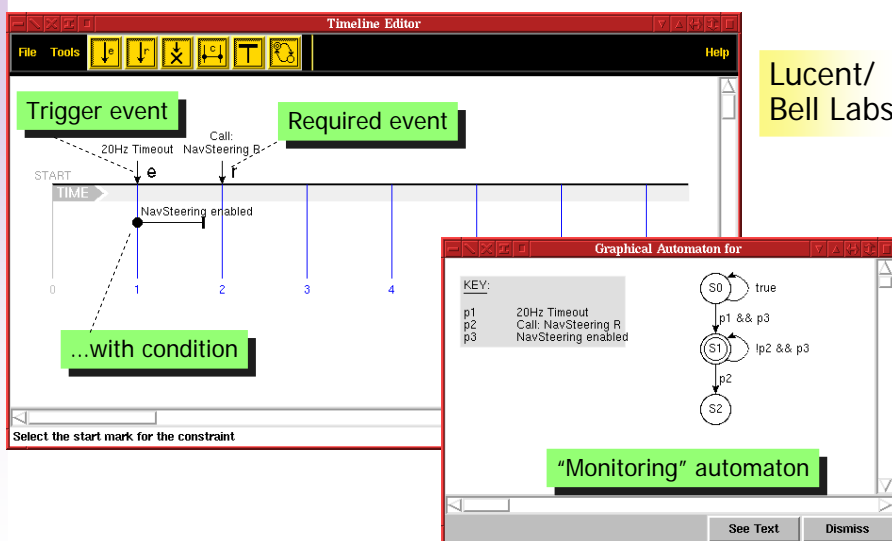 Timeline Editor
File Tools e r c Help
Lucent/
Bell Labs
Trigger event
Required event
Call:
20Hz Timeout NavSteering R
START e r
TIME
NavSteering enabled
0 1 2 3 4
...with condition
Select the start mark for the constraint
Graphical Automaton for
KEY:
p1 20Hz Timeout
p2 Call: NavSteering R
p3 NavSteering enabled
S0 true
p1 && p3
S1 !p2 && p3
p2
S2
"Monitoring" automaton
See Text Dismiss